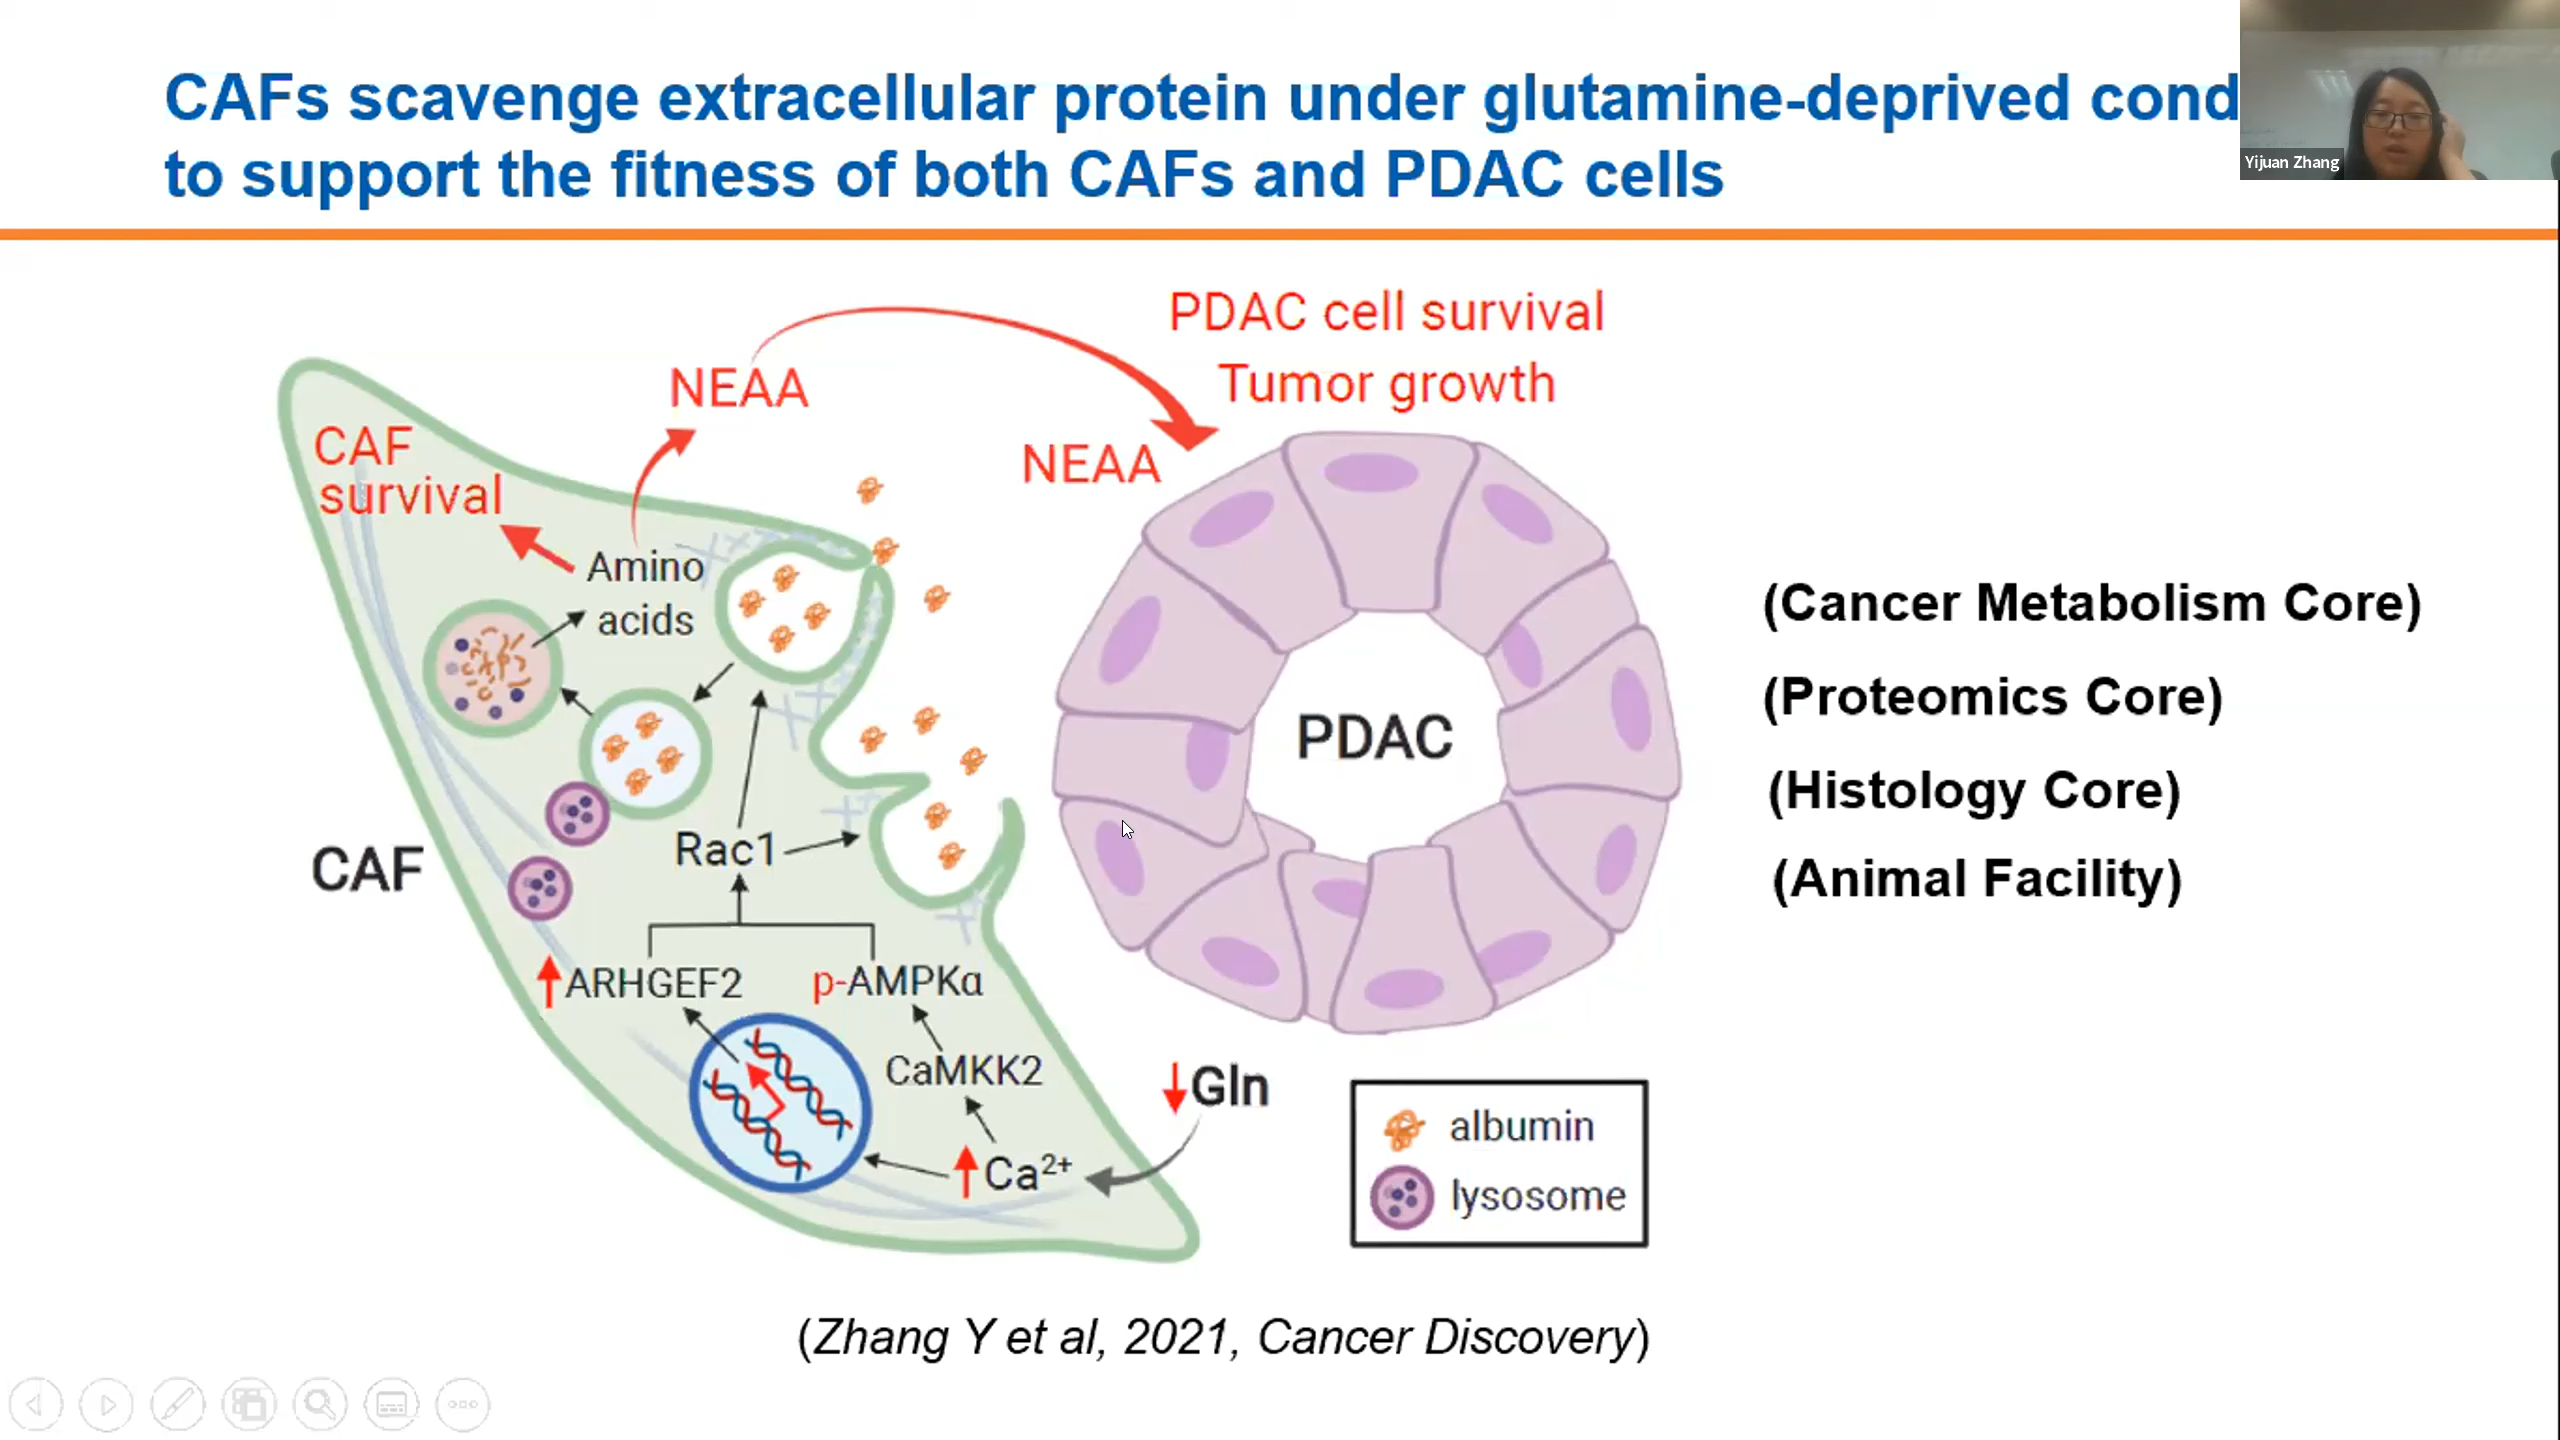 CAFs scavenge extracellular protein under glutamine-deprived cond
to support the fitness of both CAFs and PDAC cells
Yijuan Zhang
PDAC cell survival
Tumor growth
NEAA
NEAA
CAF
survival
Amino
acids
CAF
Rac1
ARHGEF2
p-AMPKα
CaMKK2
Ca²⁺
Gln
PDAC
albumin
lysosome
(Cancer Metabolism Core)
(Proteomics Core)
(Histology Core)
(Animal Facility)
(Zhang Y et al, 2021, Cancer Discovery)